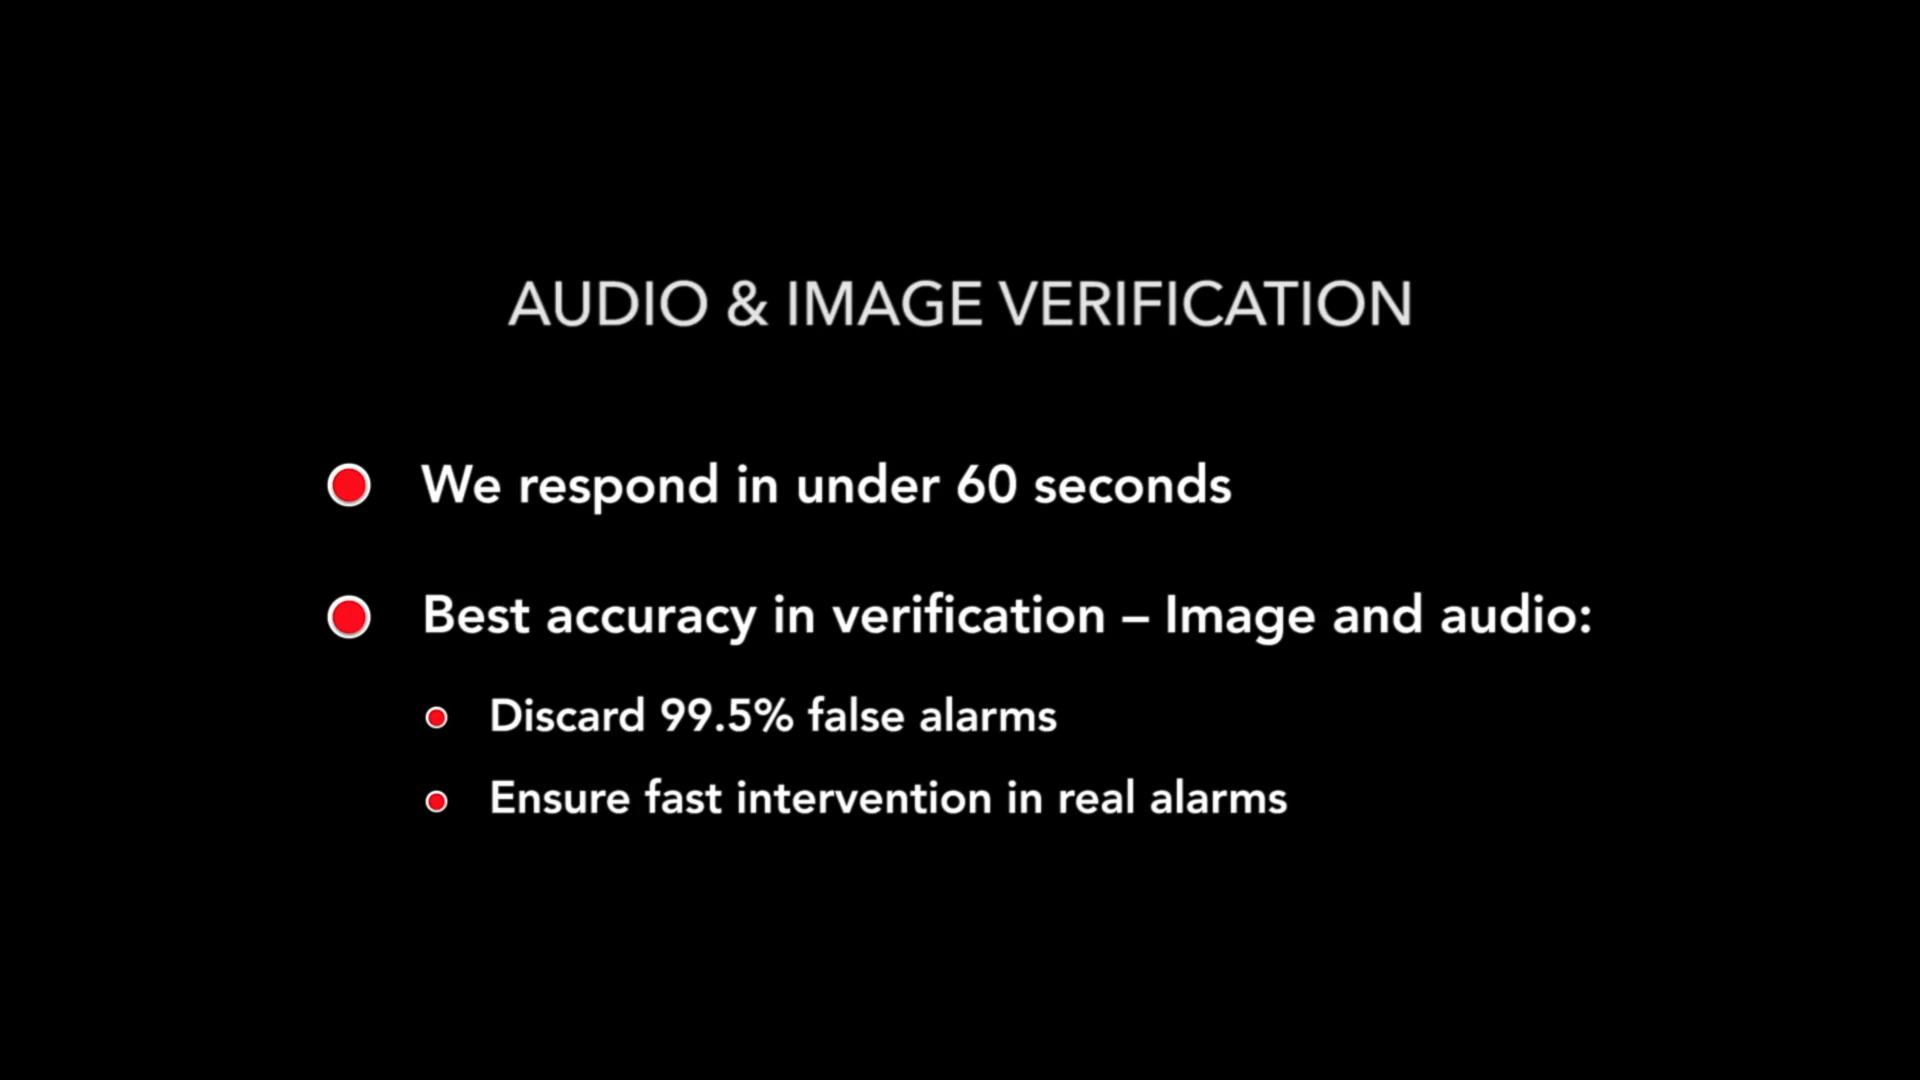 AUDIO & IMAGE VERIFICATION
We respond in under 60 seconds
Best accuracy in verification – Image and audio:
Discard 99.5% false alarms
Ensure fast intervention in real alarms